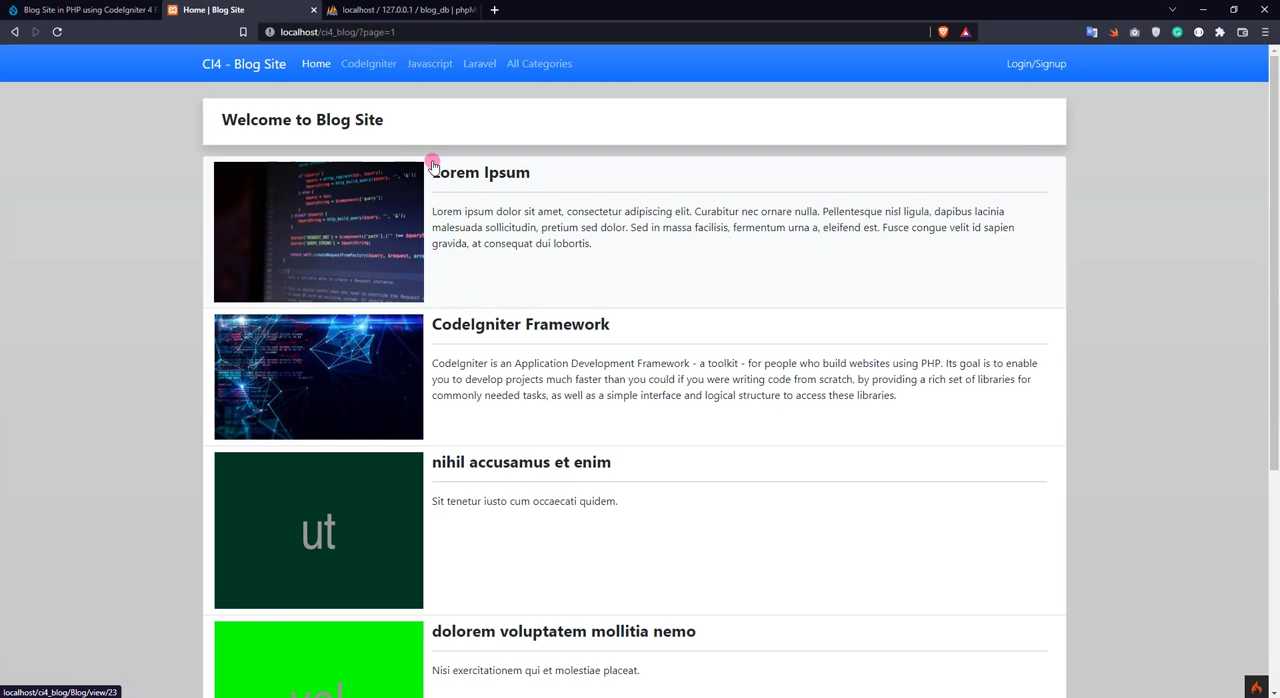 Blog Site in PHP using CodeIgniter 4 F
Home | Blog Site
localhost / 127.0.0.1 / blog_db | phpM
localhost/ci4_blog/?page=1
CI4 - Blog Site
Home
CodeIgniter
Javascript
Laravel
All Categories
Login/Signup
Welcome to Blog Site
Lorem Ipsum
Lorem ipsum dolor sit amet, consectetur adipiscing elit. Curabitur nec ornare nulla. Pellentesque nisl ligula, dapibus lacinia
malesuada sollicitudin, pretium sed dolor. Sed in massa facilisis, fermentum urna a, eleifend est. Fusce congue velit id sapien
gravida, at consequat dui lobortis.
CodeIgniter Framework
CodeIgniter is an Application Development Framework - a toolkit - for people who build websites using PHP. Its goal is to enable
you to develop projects much faster than you could if you were writing code from scratch, by providing a rich set of libraries for
commonly needed tasks, as well as a simple interface and logical structure to access these libraries.
nihil accusamus et enim
Sit tenetur iusto cum occaecati quidem.
ut
dolorem voluptatem mollitia nemo
Nisi exercitationem qui et molestiae placeat.
vel
localhost/ci4_blog/Blog/view/23